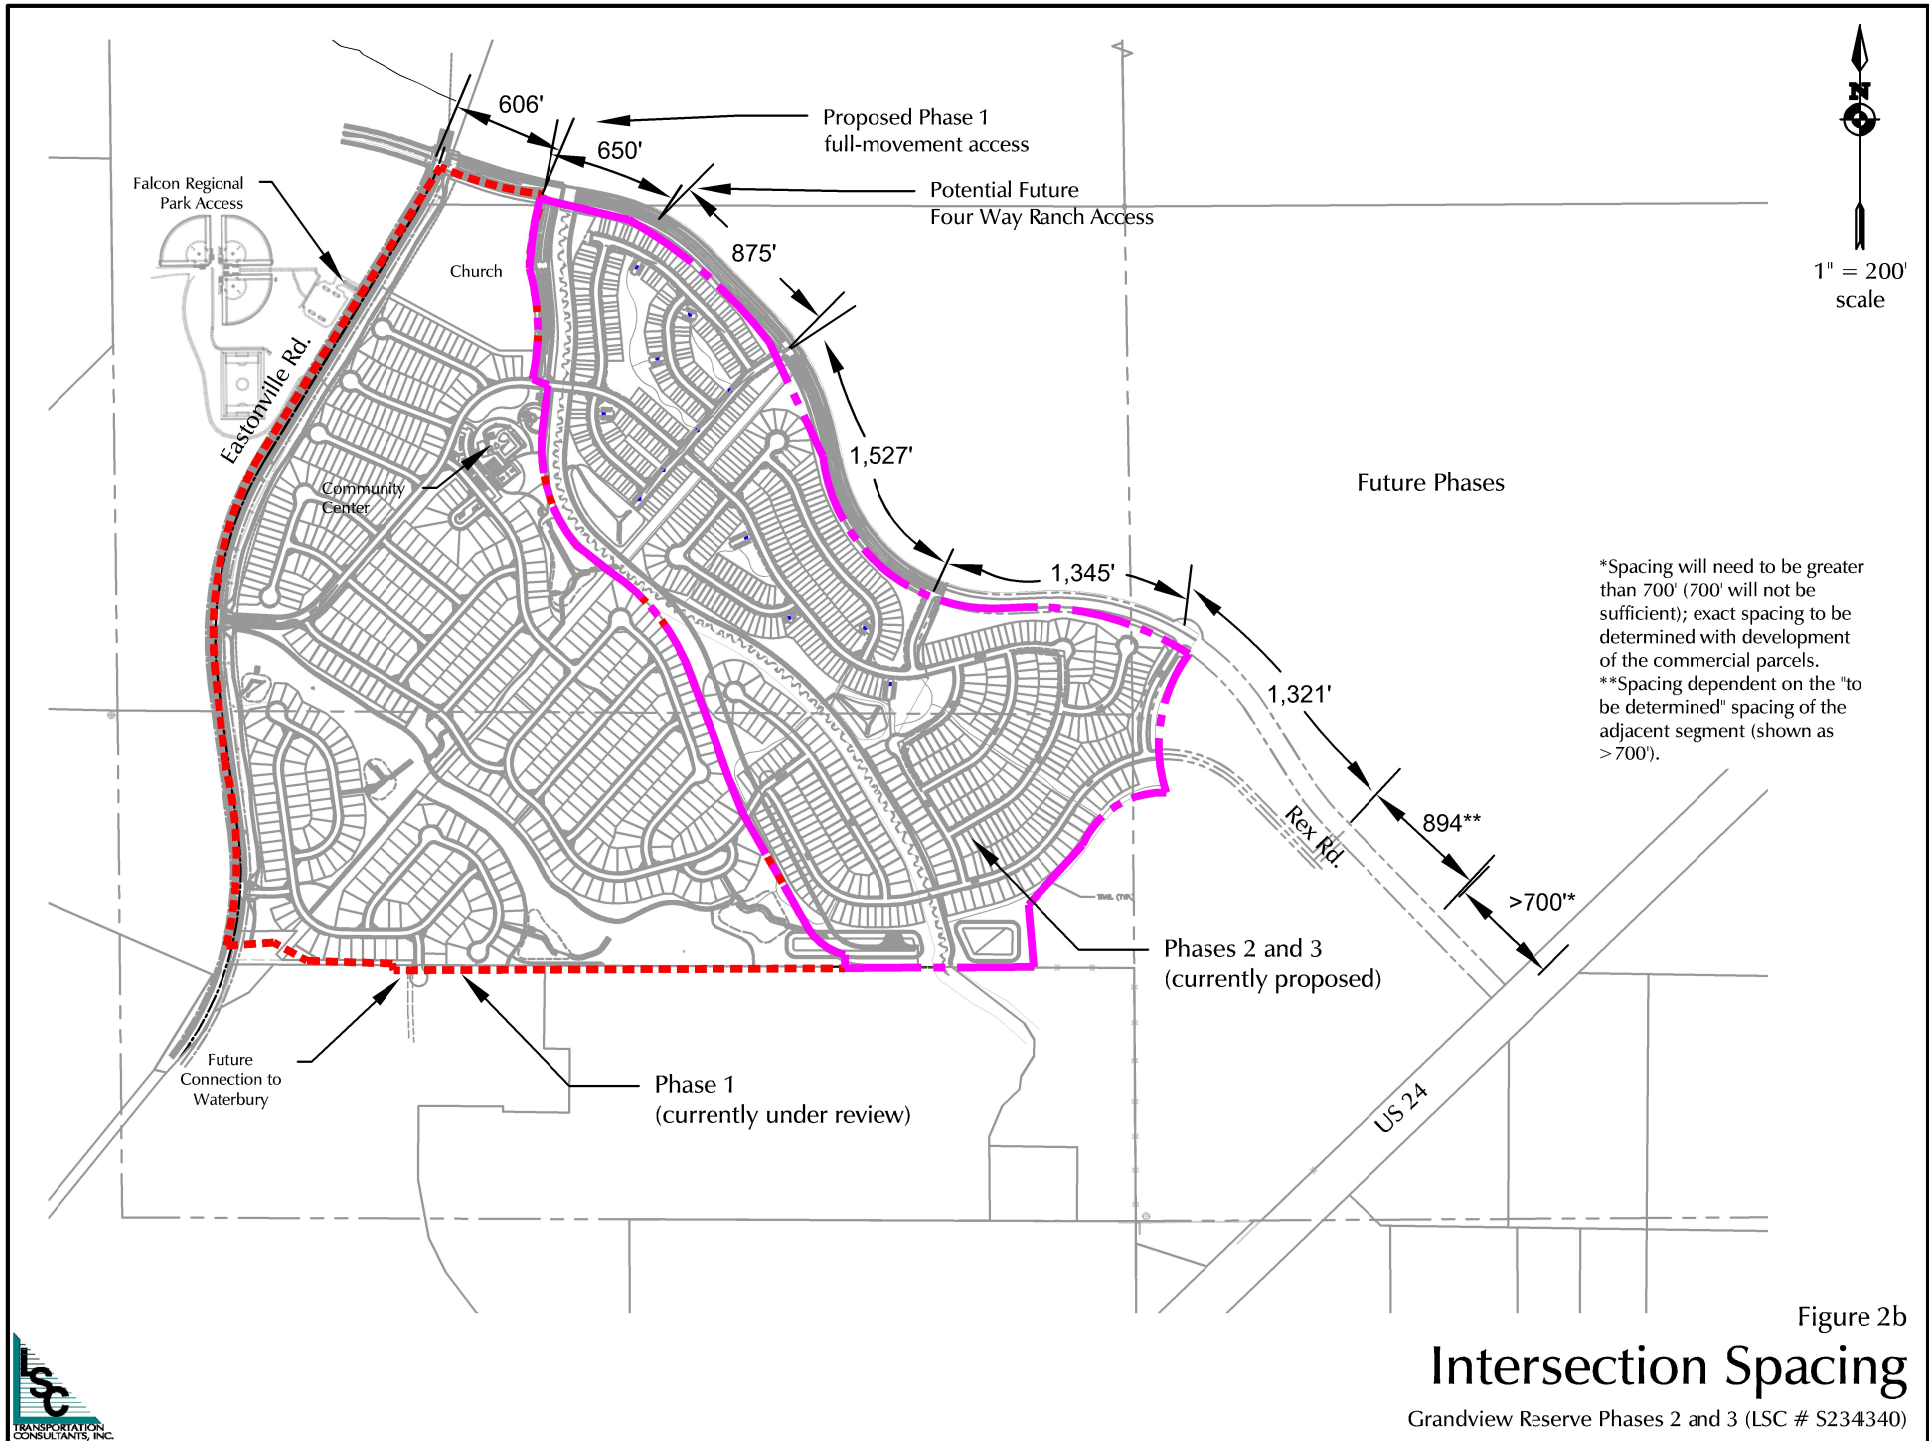 606'
Proposed Phase 1
full-movement access
650'
Falcon Regional
Park Access
Potential Future
Four Way Ranch Access
N
875'
Church
1" = 200'
scale
Eastonville Rd.
1,527'
Future Phases
Community
Center
1,345'
*Spacing will need to be greater
than 700' (700' will not be
sufficient); exact spacing to be
determined with development
of the commercial parcels.
**Spacing dependent on the "to
be determined" spacing of the
adjacent segment (shown as
>700').
1,321'
Rex Rd.
894**
>700'*
TRAIL (TYP.)
Phases 2 and 3
(currently proposed)
Future
Connection to
Waterbury
Phase 1
(currently under review)
US 24
Figure 2b
Intersection Spacing
Grandview Reserve Phases 2 and 3 (LSC # S234340)
LSC
TRANSPORTATION
CONSULTANTS, INC.